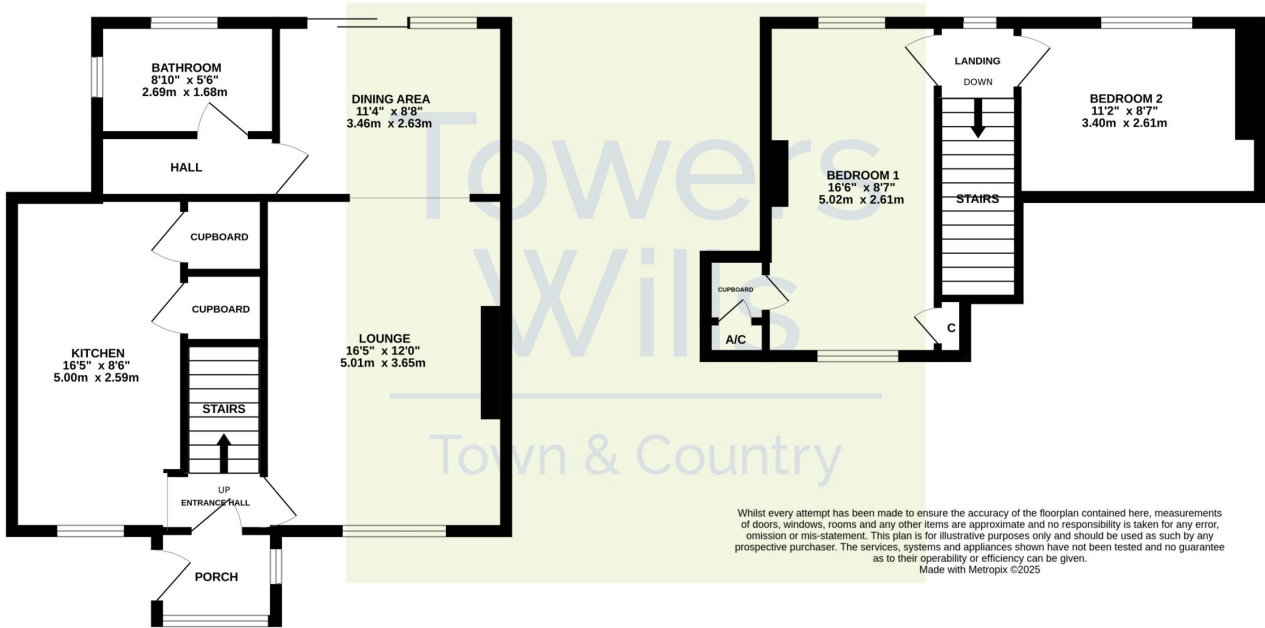 BATHROOM
8'10" x 5'6"
2.69m x 1.68m
DINING AREA
11'4" x 8'8"
3.46m x 2.63m
HALL
CUPBOARD
CUPBOARD
KITCHEN
16'5" x 8'6"
5.00m x 2.59m
LOUNGE
16'5" x 12'0"
5.01m x 3.65m
STAIRS
UP
ENTRANCE HALL
PORCH
LANDING
DOWN
BEDROOM 2
11'2" x 8'7"
3.40m x 2.61m
BEDROOM 1
16'6" x 8'7"
5.02m x 2.61m
STAIRS
CUPBOARD
A/C
C
Towers
Wills
Town & Country
Whilst every attempt has been made to ensure the accuracy of the floorplan contained here, measurements
of doors, windows, rooms and any other items are approximate and no responsibility is taken for any error,
omission or mis-statement. This plan is for illustrative purposes only and should be used as such by any
prospective purchaser. The services, systems and appliances shown have not been tested and no guarantee
as to their operability or efficiency can be given.
Made with Metropix ©2025